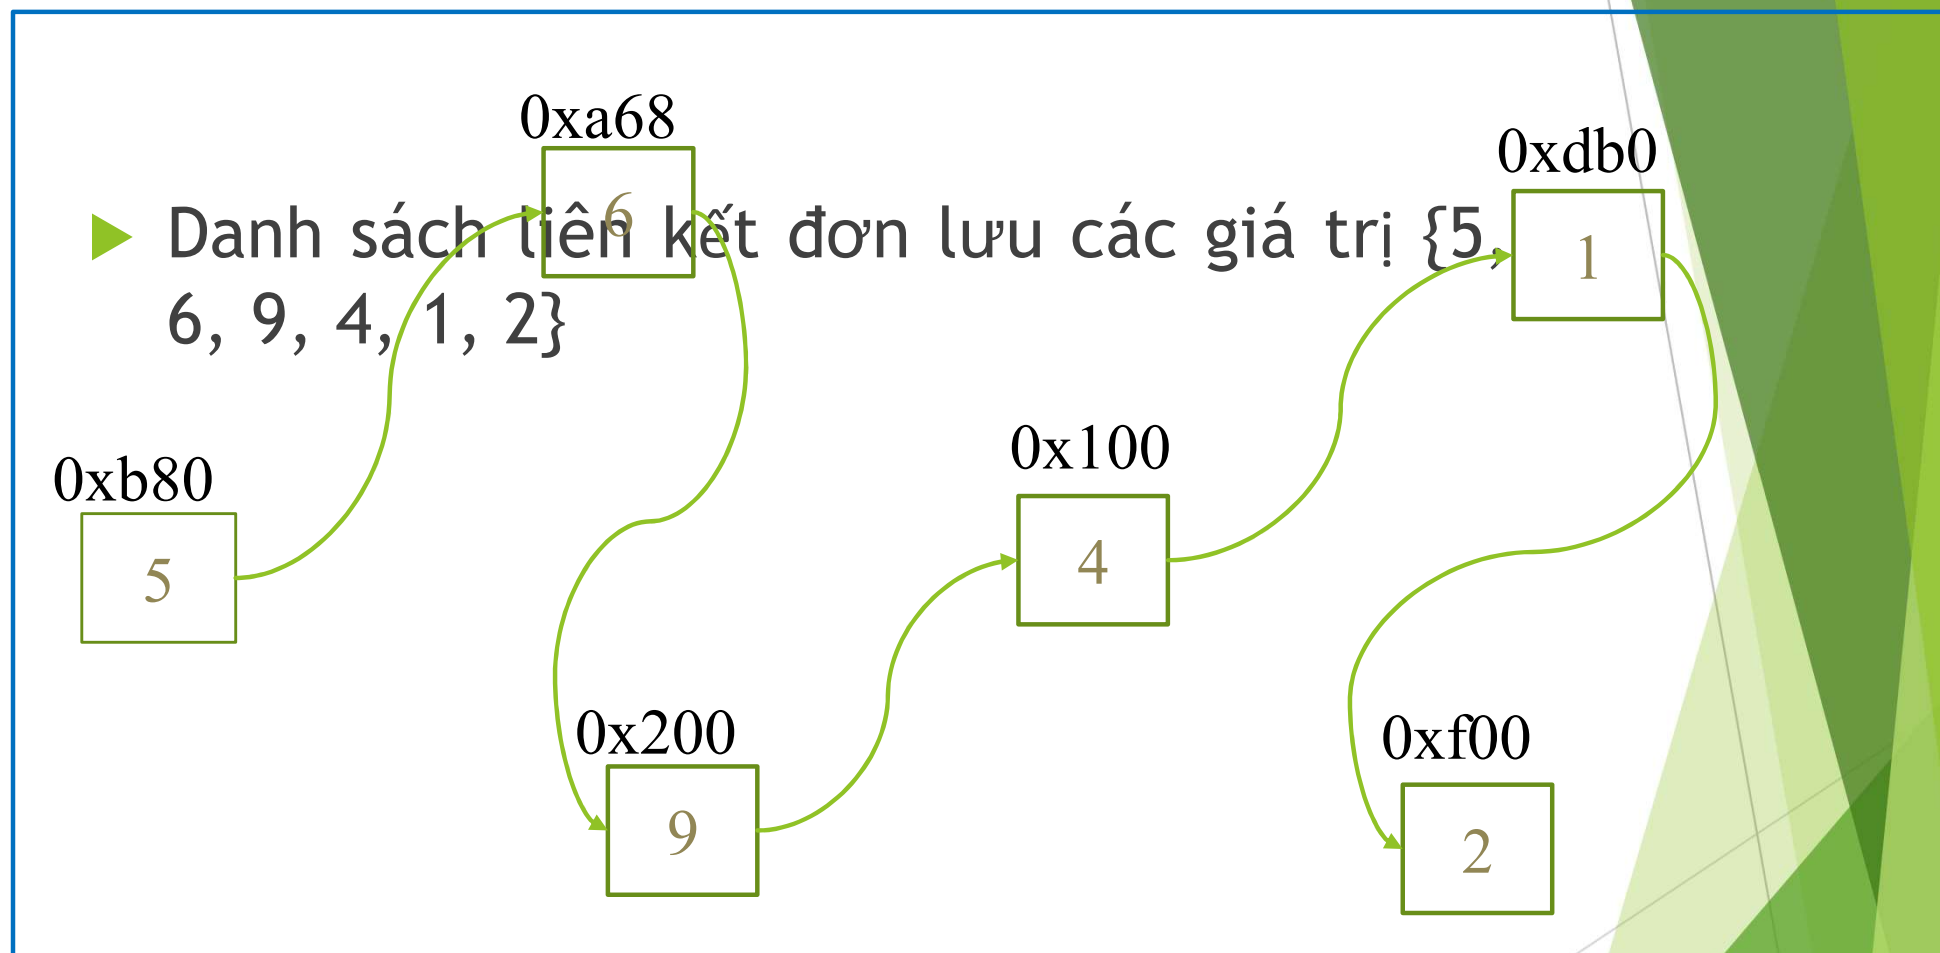 0xa68
0xdb0
6
Danh sách liên kết đơn lưu các giá trị {5,
1
6, 9, 4, 1, 2}
0x100
0xb80
4
5
0x200
0xf00
9
2